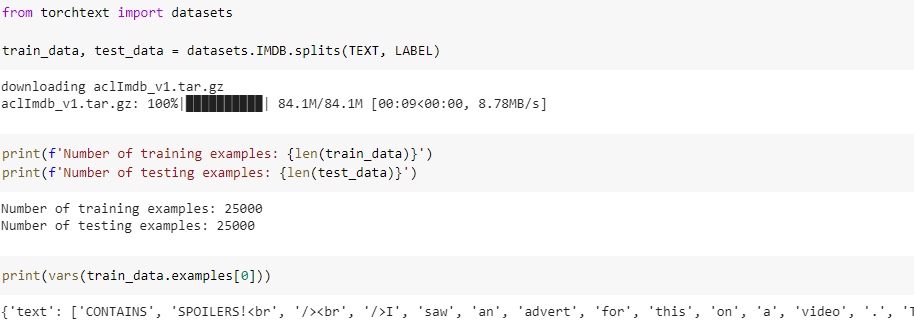 from torchtext import datasets
train_data, test_data = datasets.IMDB.splits(TEXT, LABEL)
downloading aclImdb_v1.tar.gz
aclImdb_v1.tar.gz: 100%|██████████| 84.1M/84.1M [00:09<00:00, 8.78MB/s]
print(f'Number of training examples: {len(train_data)}')
print(f'Number of testing examples: {len(test_data)}')
Number of training examples: 25000
Number of testing examples: 25000
print(vars(train_data.examples[0]))
{'text': ['CONTAINS', 'SPOILERS!<br', '/><br', '/>I', 'saw', 'an', 'advert', 'for', 'this', 'on', 'a', 'video', '.',